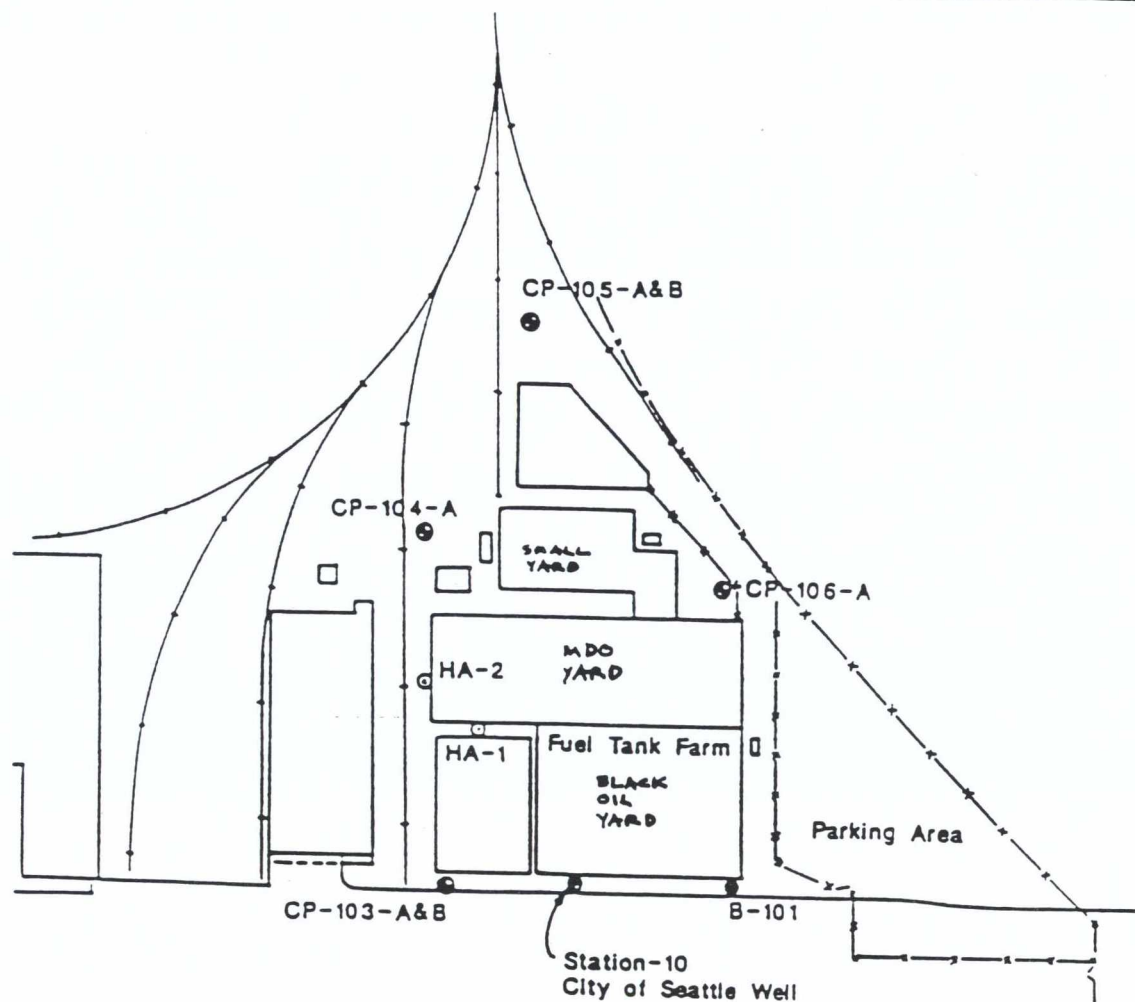 CP-105-A&B
CP-104-A
SMALL
YARD
CP-106-A
MDO
YARD
HA-2
HA-1
Fuel Tank Farm
BLACK
OIL
YARD
Parking Area
CP-103-A&B
B-101
Station-10
City of Seattle Well